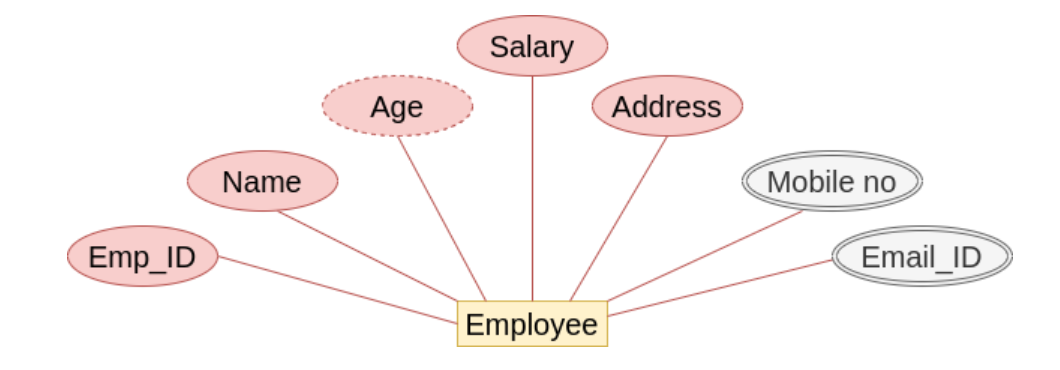 Salary
Age
Address
Name
Mobile no
Emp_ID
Email_ID
Employee